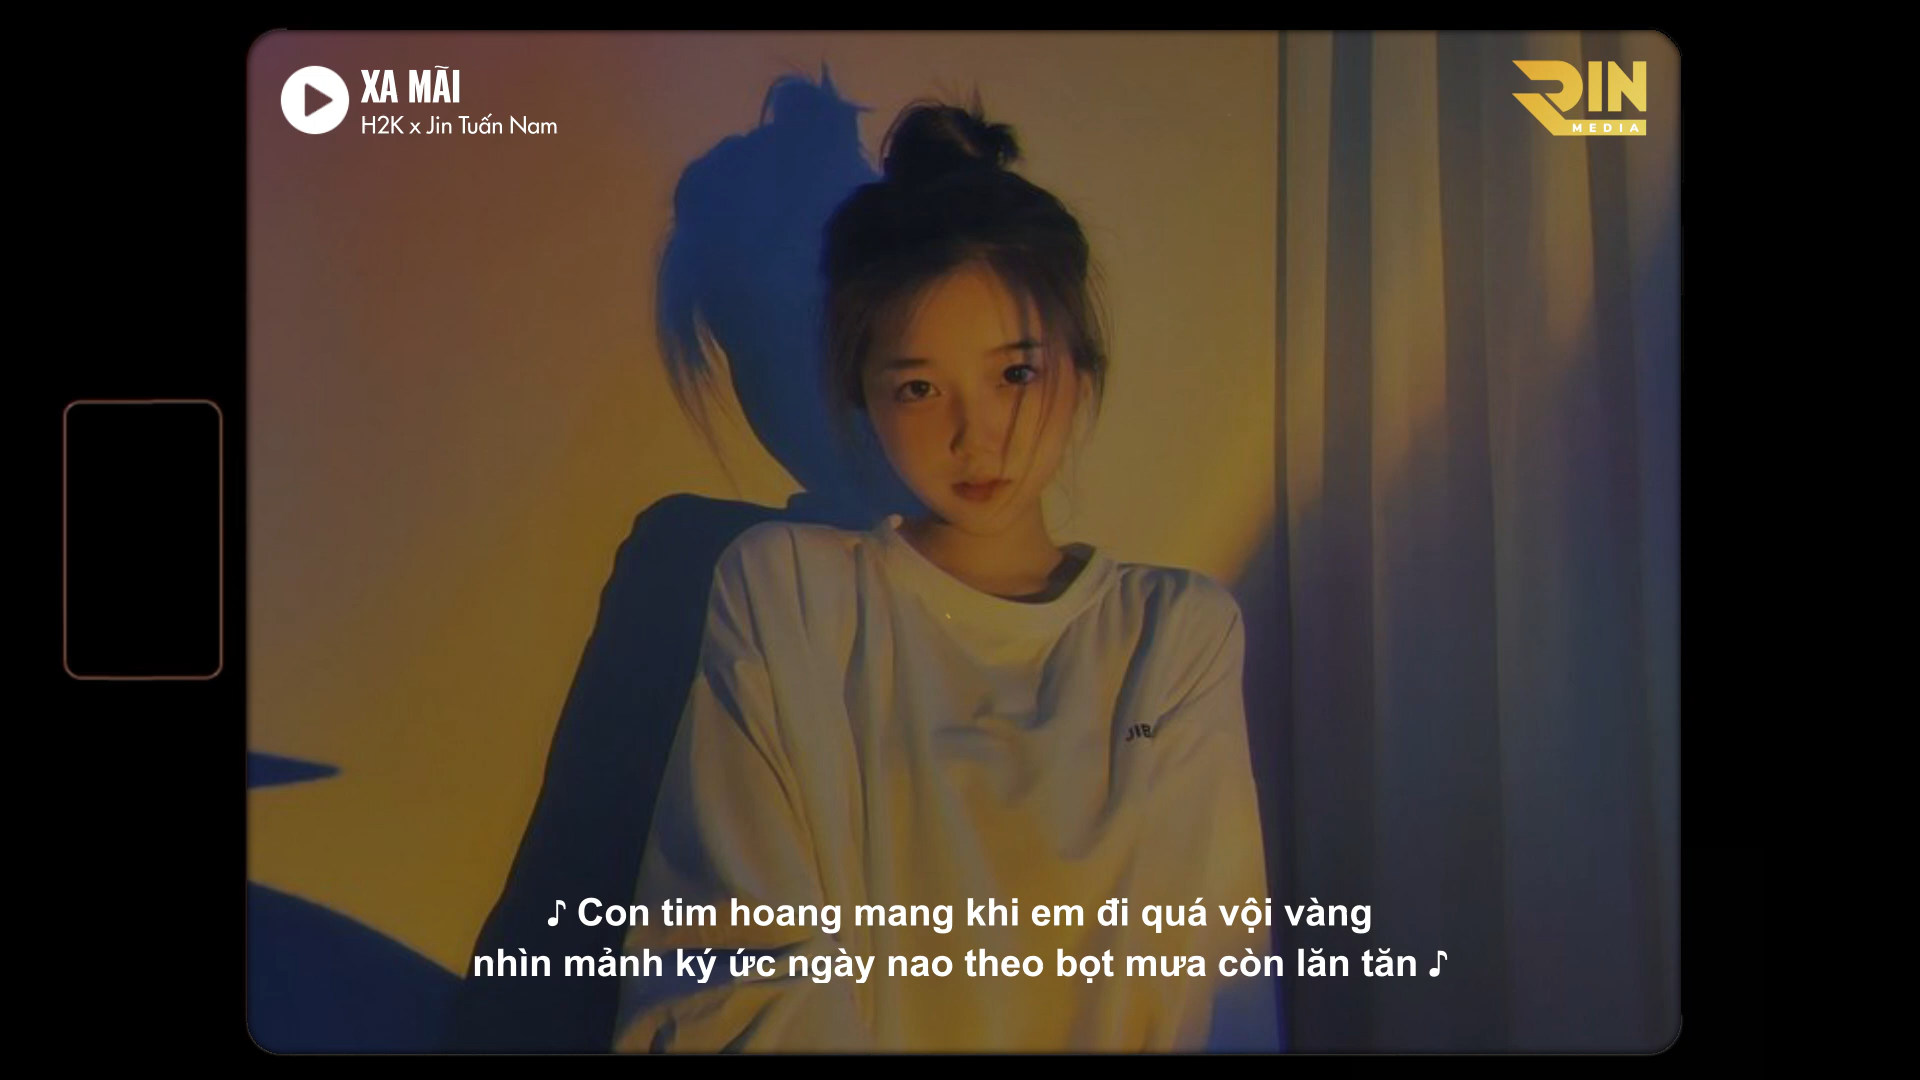 XA MÃI
H2K x Jin Tuấn Nam
RIN
MEDIA
♪ Con tim hoang mang khi em đi quá vội vàng
nhìn mảnh ký ức ngày nao theo bọt mưa còn lăn tăn ♪